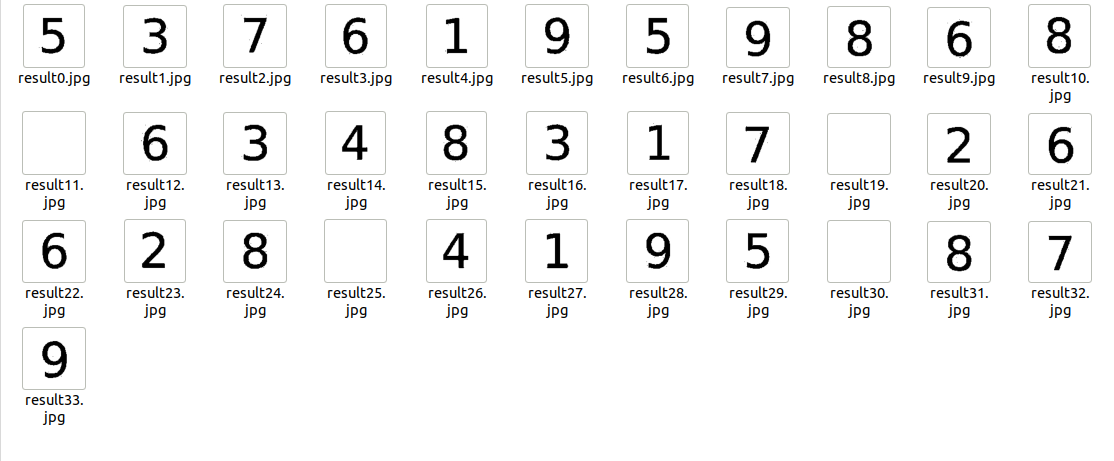 5 3 7 6 1 9 5 9 8 6 8
result0.jpg result1.jpg result2.jpg result3.jpg result4.jpg result5.jpg result6.jpg result7.jpg result8.jpg result9.jpg result10.
jpg
6 3 4 8 3 1 7 2 6
result11. result12. result13. result14. result15. result16. result17. result18. result19. result20. result21.
jpg jpg jpg jpg jpg jpg jpg jpg jpg jpg jpg
6 2 8 4 1 9 5 8 7
result22. result23. result24. result25. result26. result27. result28. result29. result30. result31. result32.
jpg jpg jpg jpg jpg jpg jpg jpg jpg jpg jpg
9
result33.
jpg